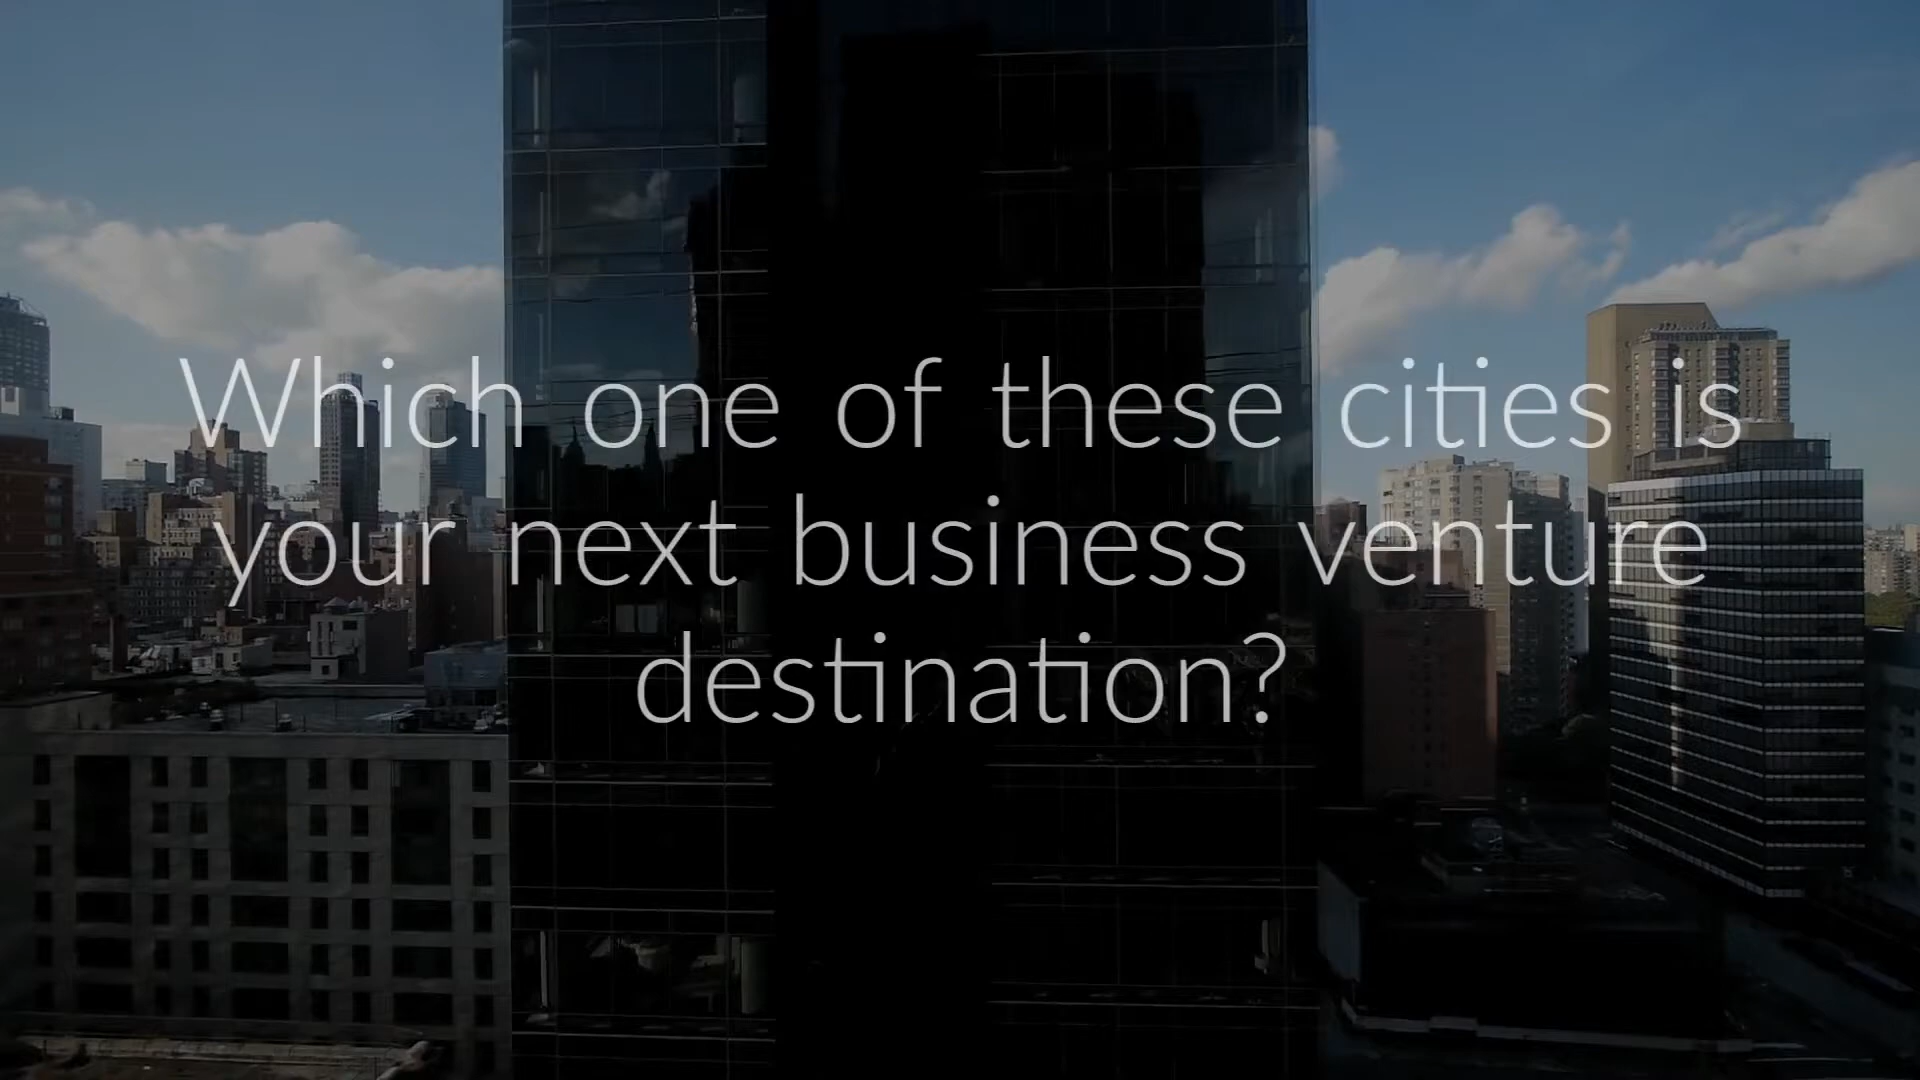 Which one of these cities is
your next business venture
destination?